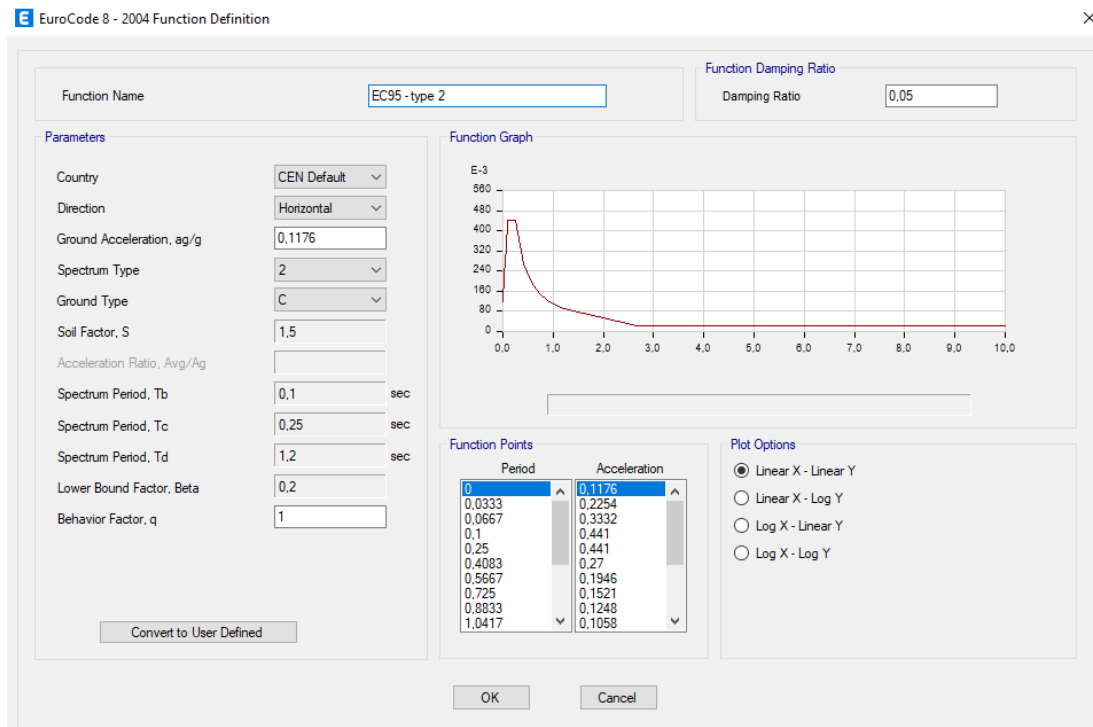 E EuroCode 8 - 2004 Function Definition
Function Name
EC95 - type 2
Function Damping Ratio
Damping Ratio
0,05
Parameters
Country
CEN Default
Direction
Horizontal
Ground Acceleration, ag/g
0,1176
Spectrum Type
2
Ground Type
C
Soil Factor, S
1,5
Acceleration Ratio, Avg/Ag
Spectrum Period, Tb
0,1
sec
Spectrum Period, Tc
0,25
sec
Spectrum Period, Td
1,2
sec
Lower Bound Factor, Beta
0,2
Behavior Factor, q
1
Convert to User Defined
Function Graph
E-3
560
480
400
320
240
160
80
0
0,0 1,0 2,0 3,0 4,0 5,0 6,0 7,0 8,0 9,0 10,0
Function Points
Period Acceleration
0 0,1176
0,0333 0,2254
0,0667 0,3332
0,1 0,441
0,25 0,441
0,4083 0,27
0,5667 0,1946
0,725 0,1521
0,8833 0,1248
1,0417 0,1058
Plot Options
Linear X - Linear Y
Linear X - Log Y
Log X - Linear Y
Log X - Log Y
OK
Cancel